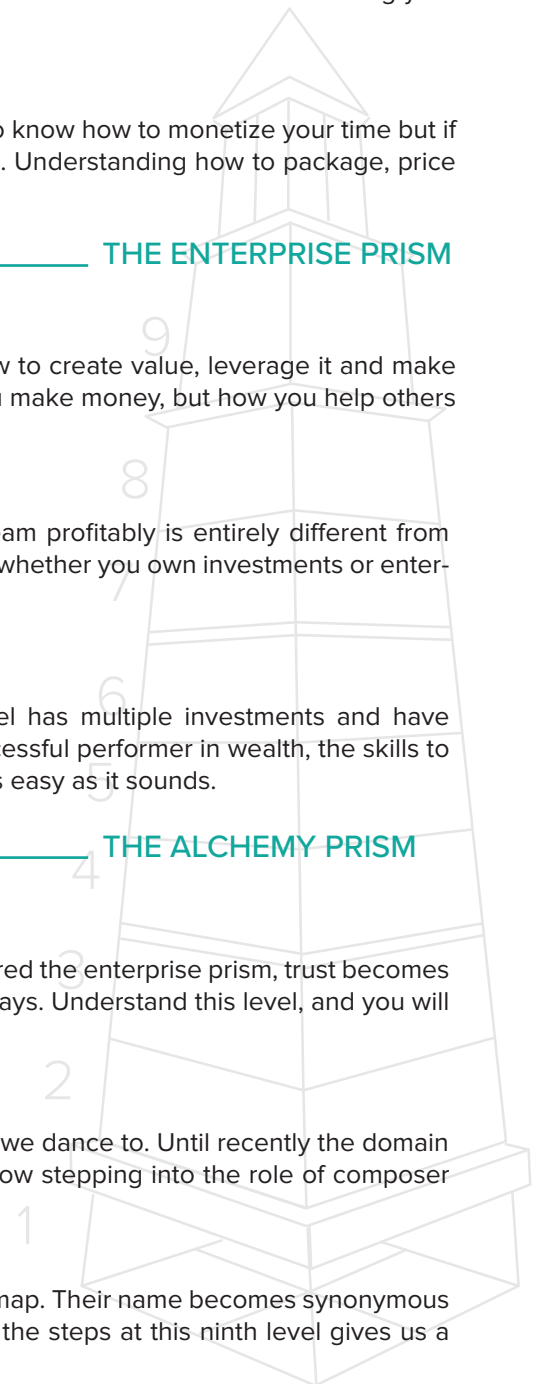 o know how to monetize your time but if
. Understanding how to package, price
THE ENTERPRISE PRISM
9
w to create value, leverage it and make
make money, but how you help others
8
am profitably is entirely different from
whether you own investments or enter-
7
6
el has multiple investments and have
cessful performer in wealth, the skills to
5
s easy as it sounds.
THE ALCHEMY PRISM
4
3
red the enterprise prism, trust becomes
ays. Understand this level, and you will
2
we dance to. Until recently the domain
ow stepping into the role of composer
1
map. Their name becomes synonymous
the steps at this ninth level gives us a